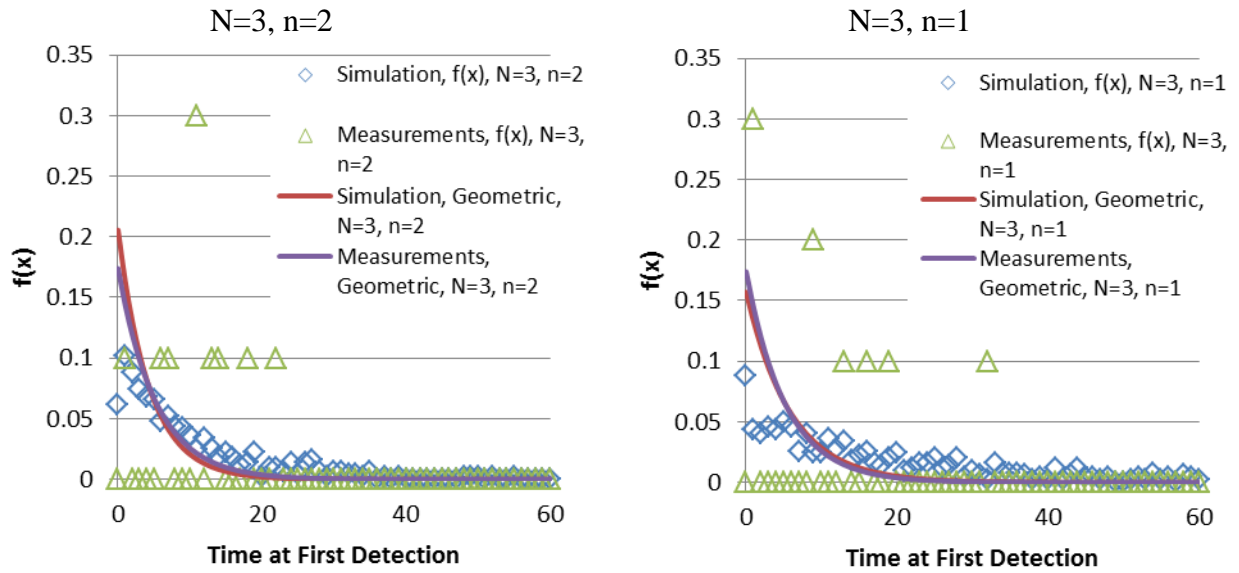 N=3, n=2
0.35
0.3
0.25
0.2
0.15
0.1
0.05
0
f(x)
Simulation, f(x), N=3, n=2
Measurements, f(x), N=3,
n=2
Simulation, Geometric,
N=3, n=2
Measurements,
Geometric, N=3, n=2
0
20
40
60
Time at First Detection
N=3, n=1
0.35
0.3
0.25
0.2
0.15
0.1
0.05
0
f(x)
Simulation, f(x), N=3, n=1
Measurements, f(x), N=3,
n=1
Simulation, Geometric,
N=3, n=1
Measurements,
Geometric, N=3, n=1
0
20
40
60
Time at First Detection